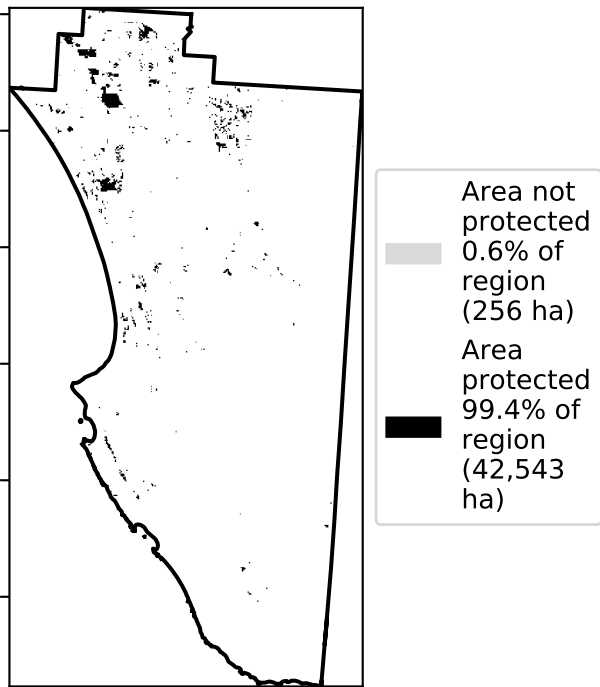 Area not
protected
0.6% of
region
(256 ha)
Area
protected
99.4% of
region
(42,543
ha)